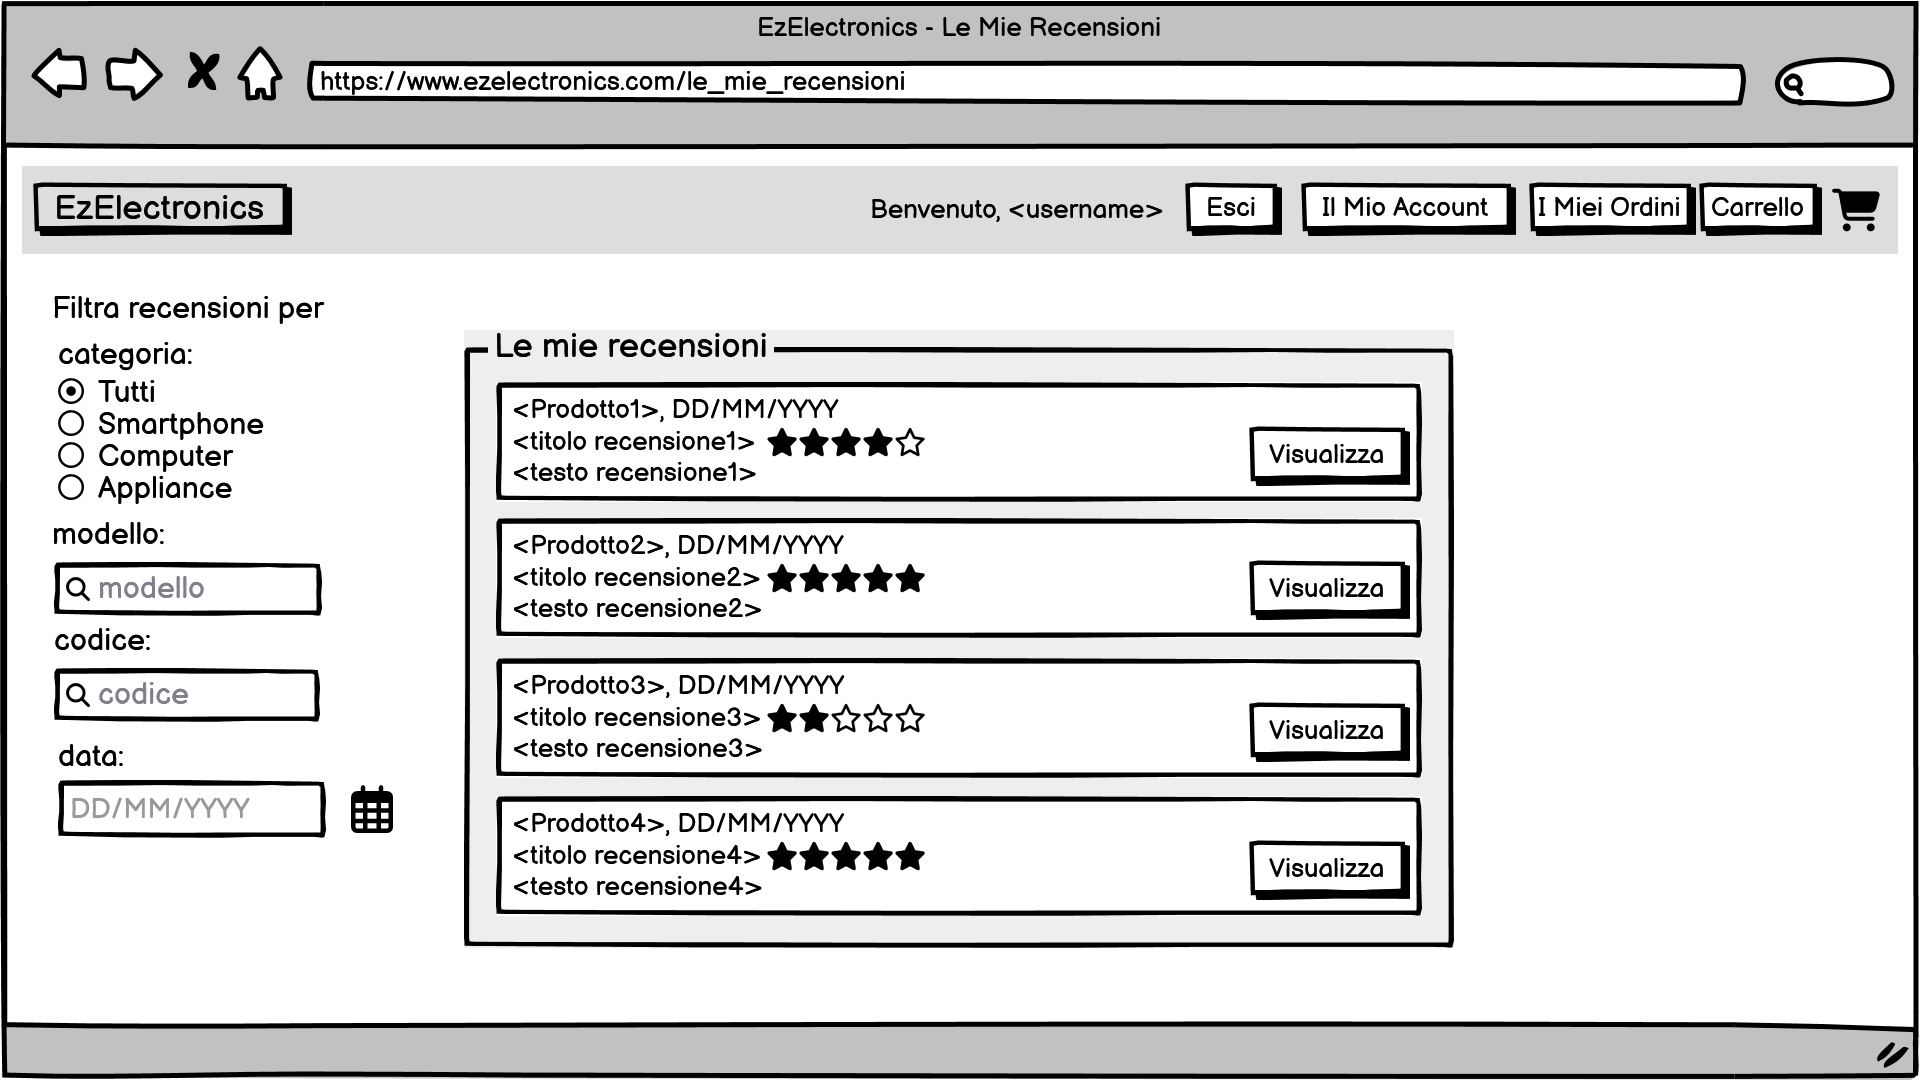 EzElectronics - Le Mie Recensioni
https://www.ezelectronics.com/le_mie_recensioni
EzElectronics
Benvenuto, <username>
Esci
Il Mio Account
I Miei Ordini
Carrello
Filtra recensioni per
categoria:
Tutti
Smartphone
Computer
Appliance
modello:
modello
codice:
codice
data:
DD/MM/YYYY
Le mie recensioni
<Prodotto1>, DD/MM/YYYY
<titolo recensione1>
<testo recensione1>
Visualizza
<Prodotto2>, DD/MM/YYYY
<titolo recensione2>
<testo recensione2>
Visualizza
<Prodotto3>, DD/MM/YYYY
<titolo recensione3>
<testo recensione3>
Visualizza
<Prodotto4>, DD/MM/YYYY
<titolo recensione4>
<testo recensione4>
Visualizza